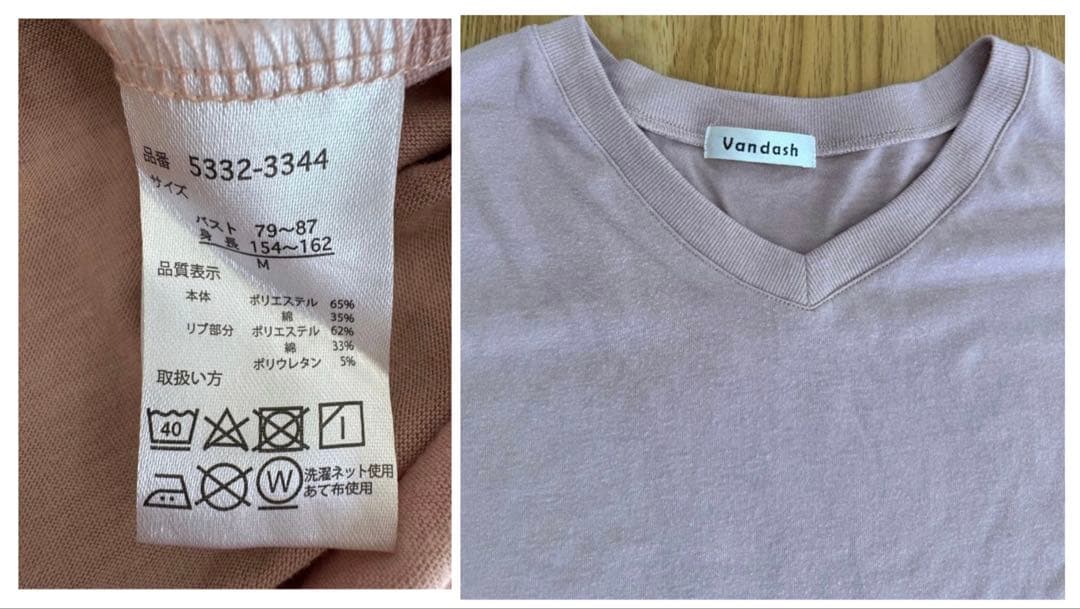 品番 5332-3344
サイズ
バスト 79～87
身長 154～162
M
品質表示
本体 ポリエステル 65%
綿 35%
リブ部分 ポリエステル 62%
綿 33%
ポリウレタン 5%
取扱い方
40
W 洗濯ネット使用
あて布使用
Vandash